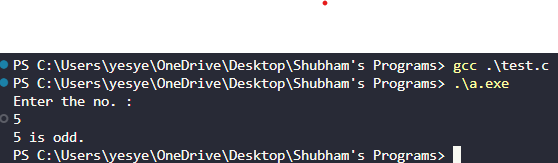 PS C:\Users\yesye\OneDrive\Desktop\Shubham's Programs> gcc .\test.c
PS C:\Users\yesye\OneDrive\Desktop\Shubham's Programs> .\a.exe
Enter the no. :
5
5 is odd.
PS C:\Users\yesye\OneDrive\Desktop\Shubham's Programs>